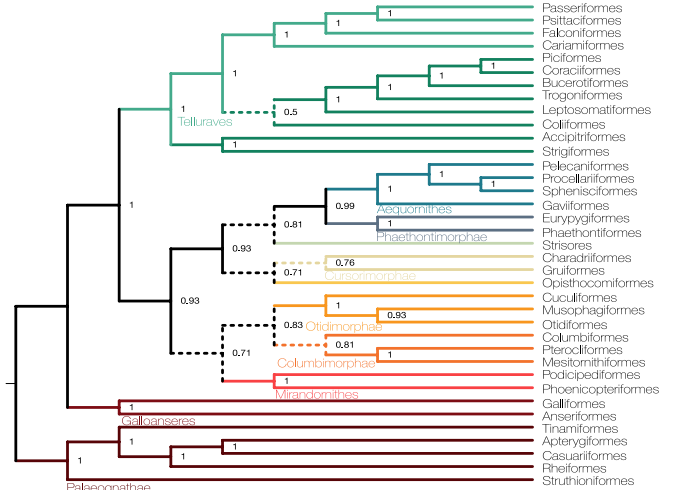 Passeriformes
Psittaciformes
1
1
Falconiformes
1
Cariamiformes
Piciformes
1
1
Coraciiformes
1
1
Bucerotiformes
1
Trogoniformes
1
1
Leptosomatiformes
0.5
Telluraves
Coliiformes
Accipitriformes
1
Strigiformes
Pelecaniformes
1
Procellariiformes
1
1
Sphenisciformes
0.99
Gaviiformes
1
Aequornithes
Eurypygiformes
0.81
1
Phaethontiformes
Phaethontimorphae
0.93
Strisores
Charadriiformes
0.76
Gruiformes
0.71
Cursorimorphae
Opisthocomiformes
0.93
Cuculiformes
1
Musophagiformes
0.93
0.83
Otidimorphae
Otidiformes
Columbiformes
0.81
0.71
Pterocliformes
1
Columbimorphae
Mesitornithiformes
Podicipediformes
1
Phoenicopteriformes
Mirandornithes
Galliformes
1
Anseriformes
Galloanseres
Tinamiformes
1
Apterygiformes
1
1
Casuariiformes
1
Rheiformes
Struthioniformes
Palaeognathae